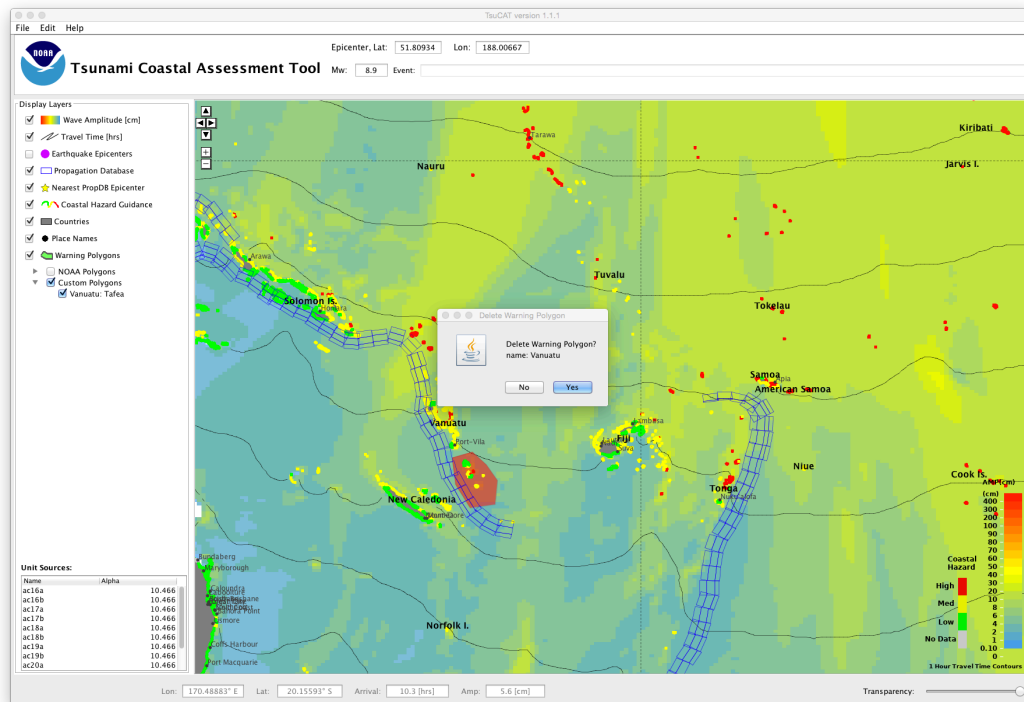 TsuCAT version 1.1.1
File Edit Help
NOAA
Tsunami Coastal Assessment Tool
Epicenter, Lat: 51.80934 Lon: 188.00667
Mw: 8.9 Event:
Display Layers
Wave Amplitude [cm]
Travel Time [hrs]
Earthquake Epicenters
Propagation Database
Nearest PropDB Epicenter
Coastal Hazard Guidance
Countries
Place Names
Warning Polygons
NOAA Polygons
Custom Polygons
Vanuatu: Tafea
Unit Sources:
Name Alpha
ac16a 10.466
ac16b 10.466
ac17a 10.466
ac17b 10.466
ac18a 10.466
ac18b 10.466
ac19a 10.466
ac19b 10.466
ac20a 10.466
Tarawa
Kiribati
Nauru
Jarvis I.
Arawa
Tuvalu
Solomon Is.
Honiara
Tokelau
Delete Warning Polygon
Delete Warning Polygon?
name: Vanuatu
No Yes
Samoa
Apia
American Samoa
Vanuatu
Port-Vila
Lambasa
Fiji
Suva
Niue
Tonga
Nuku'alofa
Cook Is.
New Caledonia
Norfolk I.
Bundaberg
Maryborough
Caloundra
Caboolture
Lismore
Coffs Harbour
Port Macquarie
Amp (cm)
(cm)
400
300
200
100
90
80
70
60
50
40
30
20
10
8
6
4
2
1
0.10
0
Coastal
Hazard
High
Med
Low
No Data
1 Hour Travel Time Contours
Lon: 170.48883° E Lat: 20.15593° S Arrival: 10.3 [hrs] Amp: 5.6 [cm] Transparency: